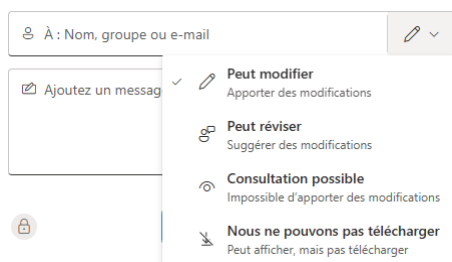 À : Nom, groupe ou e-mail
Ajoutez un messag
Peut modifier
Apporter des modifications
Peut réviser
Suggérer des modifications
Consultation possible
Impossible d'apporter des modifications
Nous ne pouvons pas télécharger
Peut afficher, mais pas télécharger